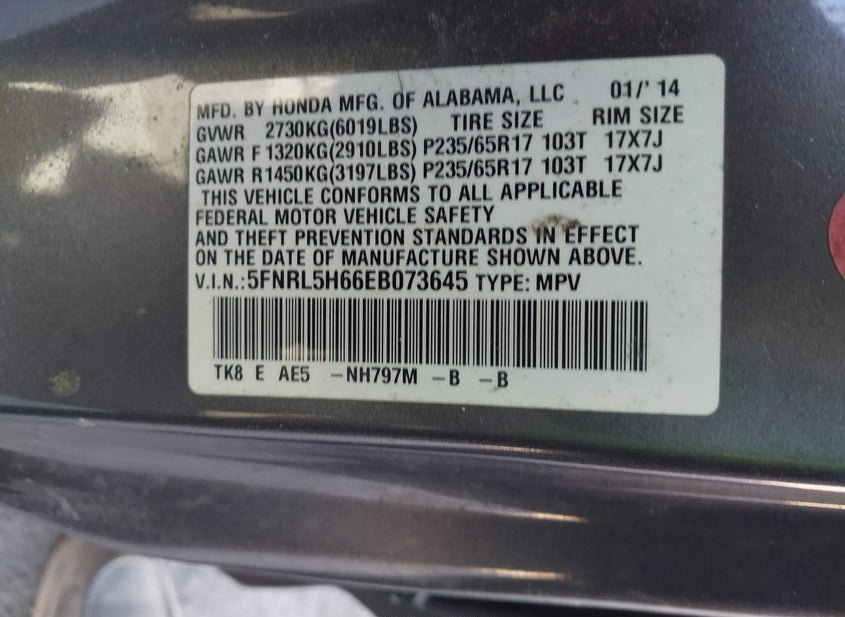 MFD. BY HONDA MFG. OF ALABAMA, LLC 01/'14
GVWR 2730KG(6019LBS) TIRE SIZE RIM SIZE
GAWR F 1320KG(2910LBS) P235/65R17 103T 17X7J
GAWR R1450KG(3197LBS) P235/65R17 103T 17X7J
THIS VEHICLE CONFORMS TO ALL APPLICABLE
FEDERAL MOTOR VEHICLE SAFETY
AND THEFT PREVENTION STANDARDS IN EFFECT
ON THE DATE OF MANUFACTURE SHOWN ABOVE.
V.I.N.:5FNRL5H66EB073645 TYPE: MPV
TK8 E AE5 -NH797M -B -B